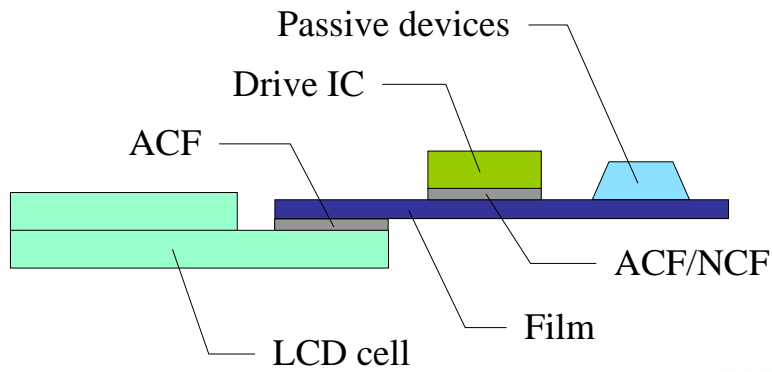 Passive devices
Drive IC
ACF
ACF/NCF
Film
LCD cell